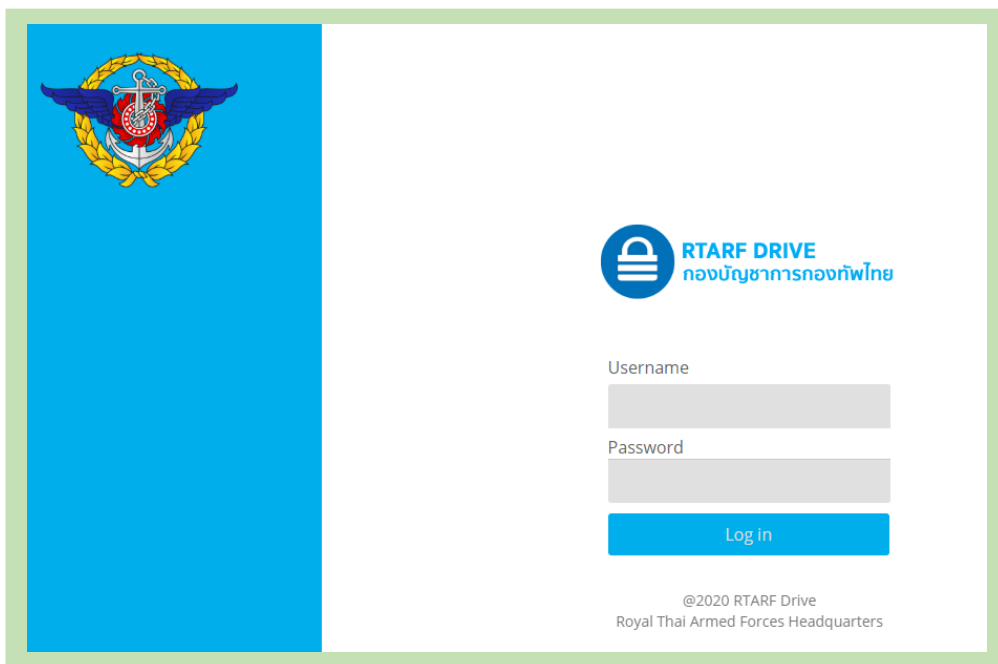 RTARF DRIVE
กองบัญชาการกองทัพไทย
Username
Password
Log in
@2020 RTARF Drive
Royal Thai Armed Forces Headquarters